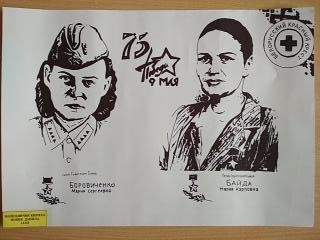 75
Победа
9 МАЯ
БЕЛОРУССКИЙ КРАСНЫЙ КРЕСТ
БОРОВИЧЕНКО
Мария Сергеевна
БАЙДА
Мария Карповна